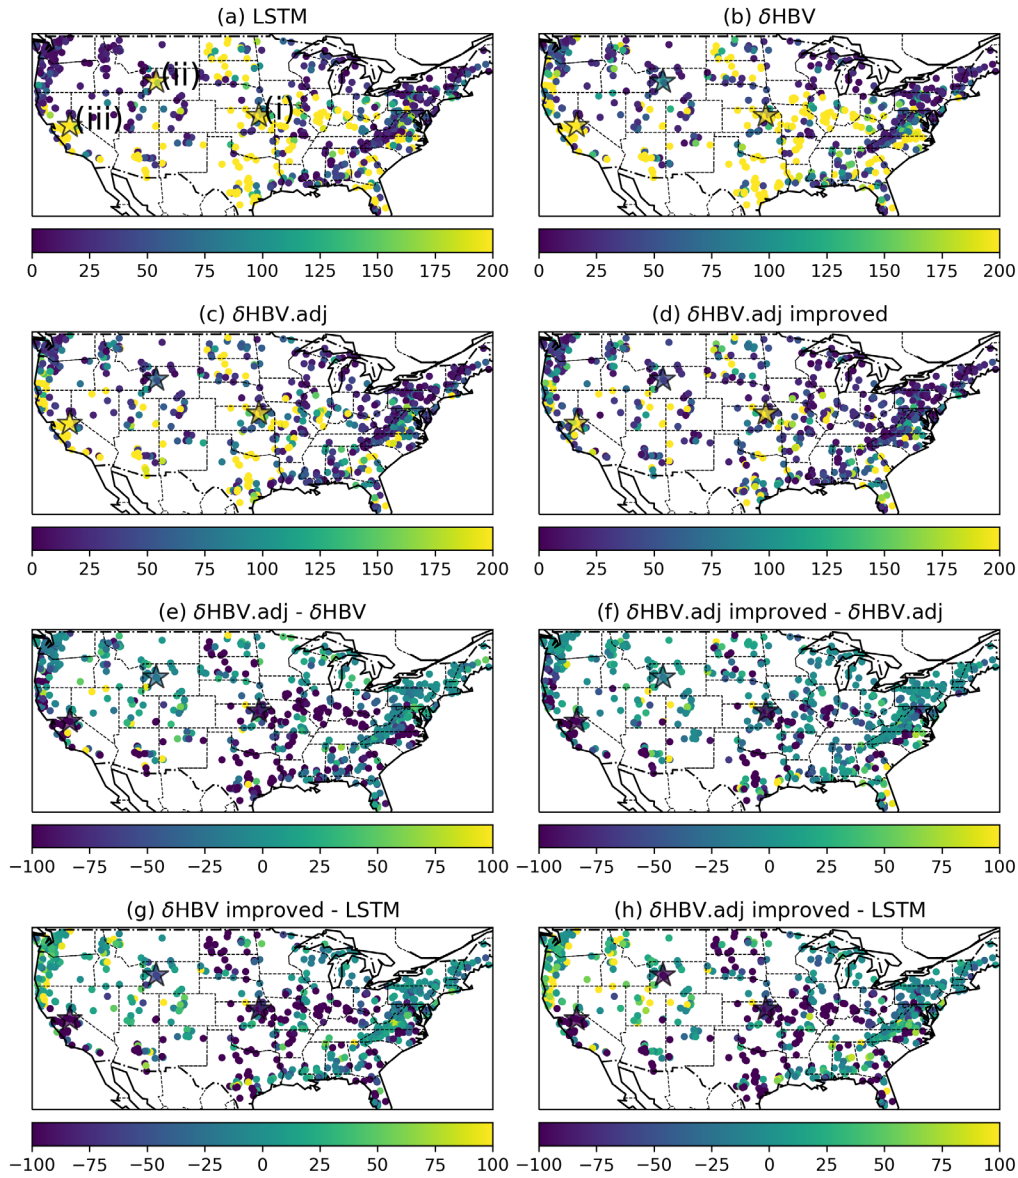 (a) LSTM
(b) δHBV
(ii)
(i)
(iii)
0 25 50 75 100 125 150 175 200
0 25 50 75 100 125 150 175 200
(c) δHBV.adj
(d) δHBV.adj improved
0 25 50 75 100 125 150 175 200
0 25 50 75 100 125 150 175 200
(e) δHBV.adj - δHBV
(f) δHBV.adj improved - δHBV.adj
−100 −75 −50 −25 0 25 50 75 100
−100 −75 −50 −25 0 25 50 75 100
(g) δHBV improved - LSTM
(h) δHBV.adj improved - LSTM
−100 −75 −50 −25 0 25 50 75 100
−100 −75 −50 −25 0 25 50 75 100